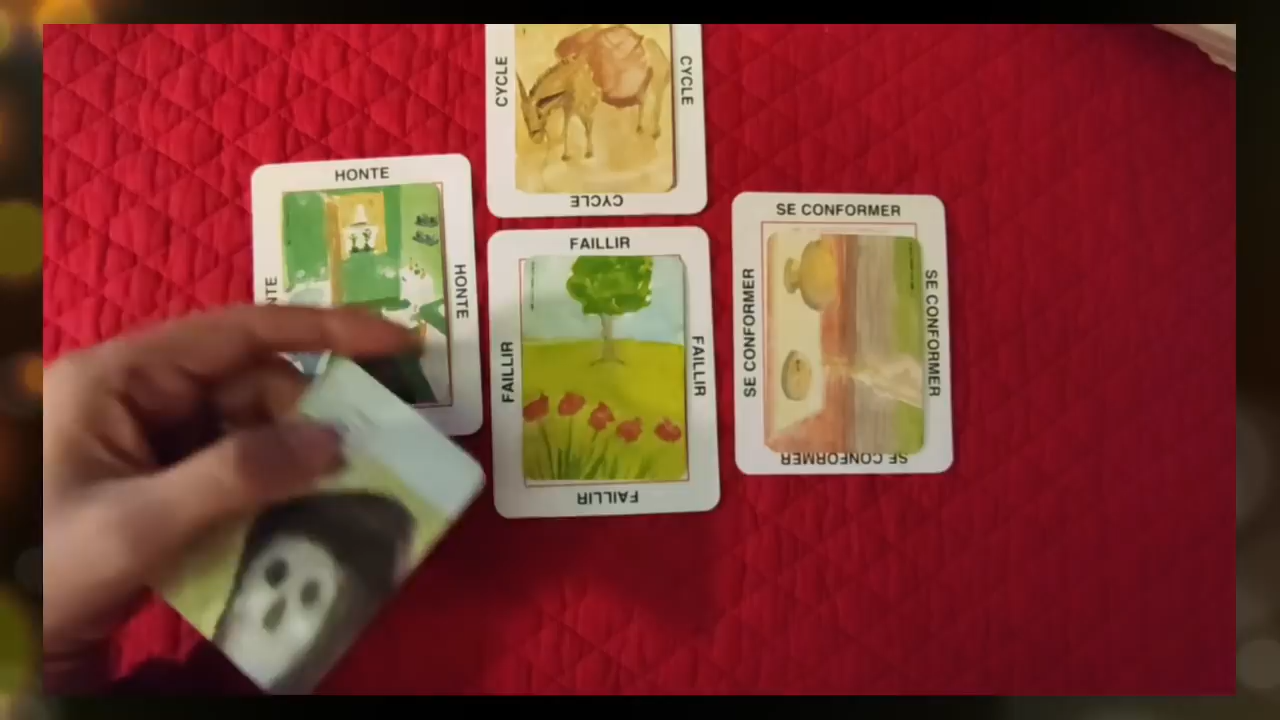 CYCLE
CYCLE
CYCLE
HONTE
HONTE
FAILLIR
FAILLIR
FAILLIR
FAILLIR
SE CONFORMER
SE CONFORMER
SE CONFORMER
SE CONFORMER